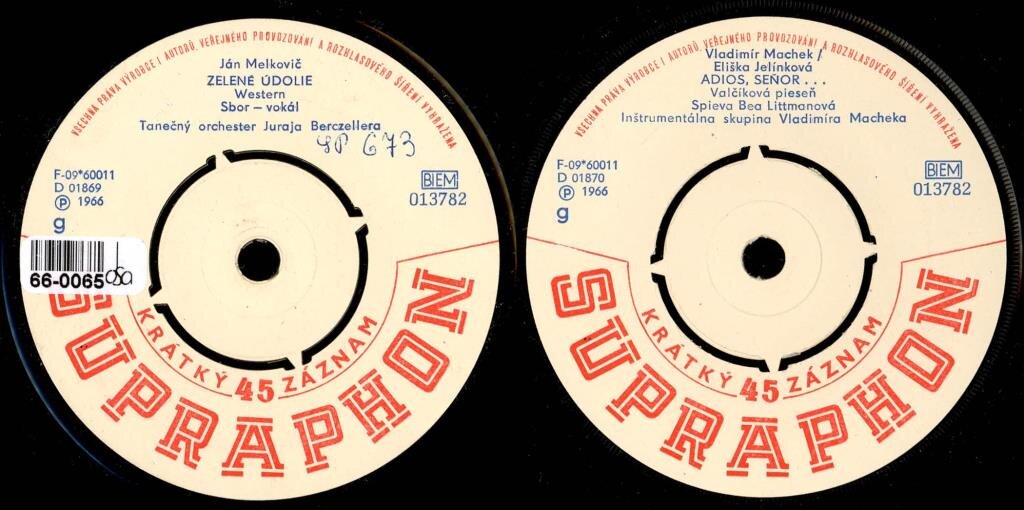 VŠECHNA PRÁVA VÝROBCE I AUTORŮ, VEŘEJNÉHO PROVOZOVÁNÍ A ROZHLASOVÉHO ŠÍŘENÍ VYHRAŽENA
Ján Melkovič
ZELENÉ ÚDOLIE
Western
Sbor – vokál
Tanečný orchester Juraja Berczellera
SP 673
F-09*60011
D 01869
Ⓟ 1966
g
BIEM
013782
66-0065
SUPRAPHON
KRÁTKÝ 45 ZÁZNAM
VŠECHNA PRÁVA VÝROBCE I AUTORŮ, VEŘEJNÉHO PROVOZOVÁNÍ A ROZHLASOVÉHO ŠÍŘENÍ VYHRAŽENA
Vladimír Machek /
Eliška Jelínková
ADIOS, SEÑOR . . .
Valčíková pieseň
Spieva Bea Littmanová
Inštrumentálna skupina Vladimíra Macheka
F-09*60011
D 01870
Ⓟ 1966
g
BIEM
013782
SUPRAPHON
KRÁTKÝ 45 ZÁZNAM